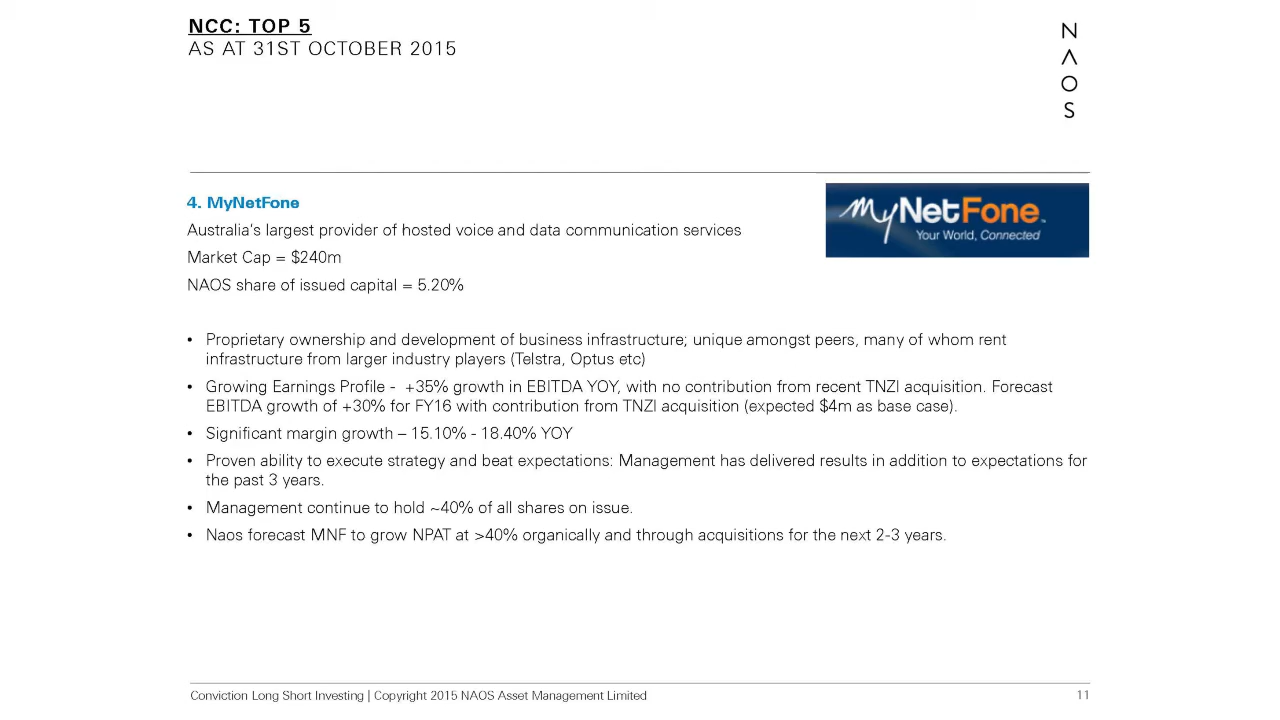 NCC: TOP 5
AS AT 31ST OCTOBER 2015
N
Λ
O
S
4. MyNetFone
Australia's largest provider of hosted voice and data communication services
Market Cap = $240m
NAOS share of issued capital = 5.20%
MyNetFone™
Your World, Connected
• Proprietary ownership and development of business infrastructure; unique amongst peers, many of whom rent
infrastructure from larger industry players (Telstra, Optus etc)
• Growing Earnings Profile - +35% growth in EBITDA YOY, with no contribution from recent TNZI acquisition. Forecast
EBITDA growth of +30% for FY16 with contribution from TNZI acquisition (expected $4m as base case).
• Significant margin growth – 15.10% - 18.40% YOY
• Proven ability to execute strategy and beat expectations: Management has delivered results in addition to expectations for
the past 3 years.
• Management continue to hold ~40% of all shares on issue.
• Naos forecast MNF to grow NPAT at >40% organically and through acquisitions for the next 2-3 years.
Conviction Long Short Investing | Copyright 2015 NAOS Asset Management Limited
11